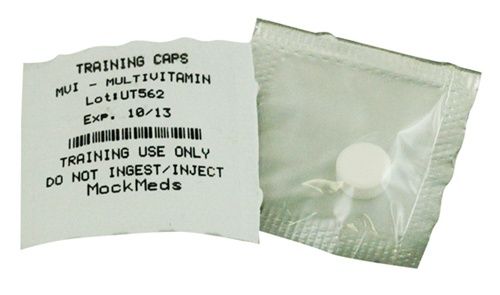 TRAINING CAPS
MVI - MULTIVITAMIN
Lot:UT562
Exp. 10/13
TRAINING USE ONLY
DO NOT INGEST/INJECT
MockMeds